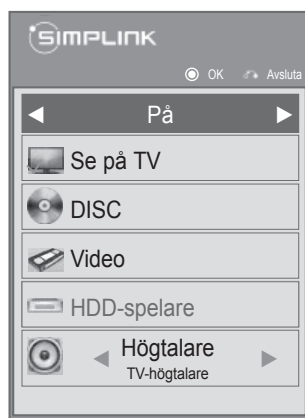 SIMPLINK
OK Avsluta
På
Se på TV
DISC
Video
HDD-spelare
Högtalare
TV-högtalare